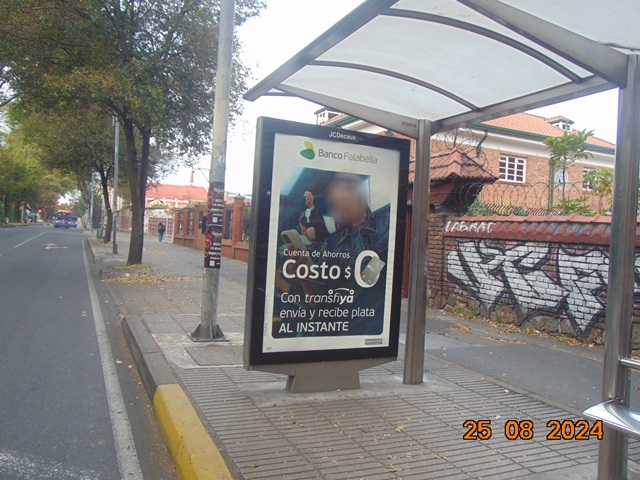 JCDecaux
Banco Falabella
Cuenta de Ahorros
Costo $0
Con transfiya
envía y recibe plata
AL INSTANTE
25 08 2024